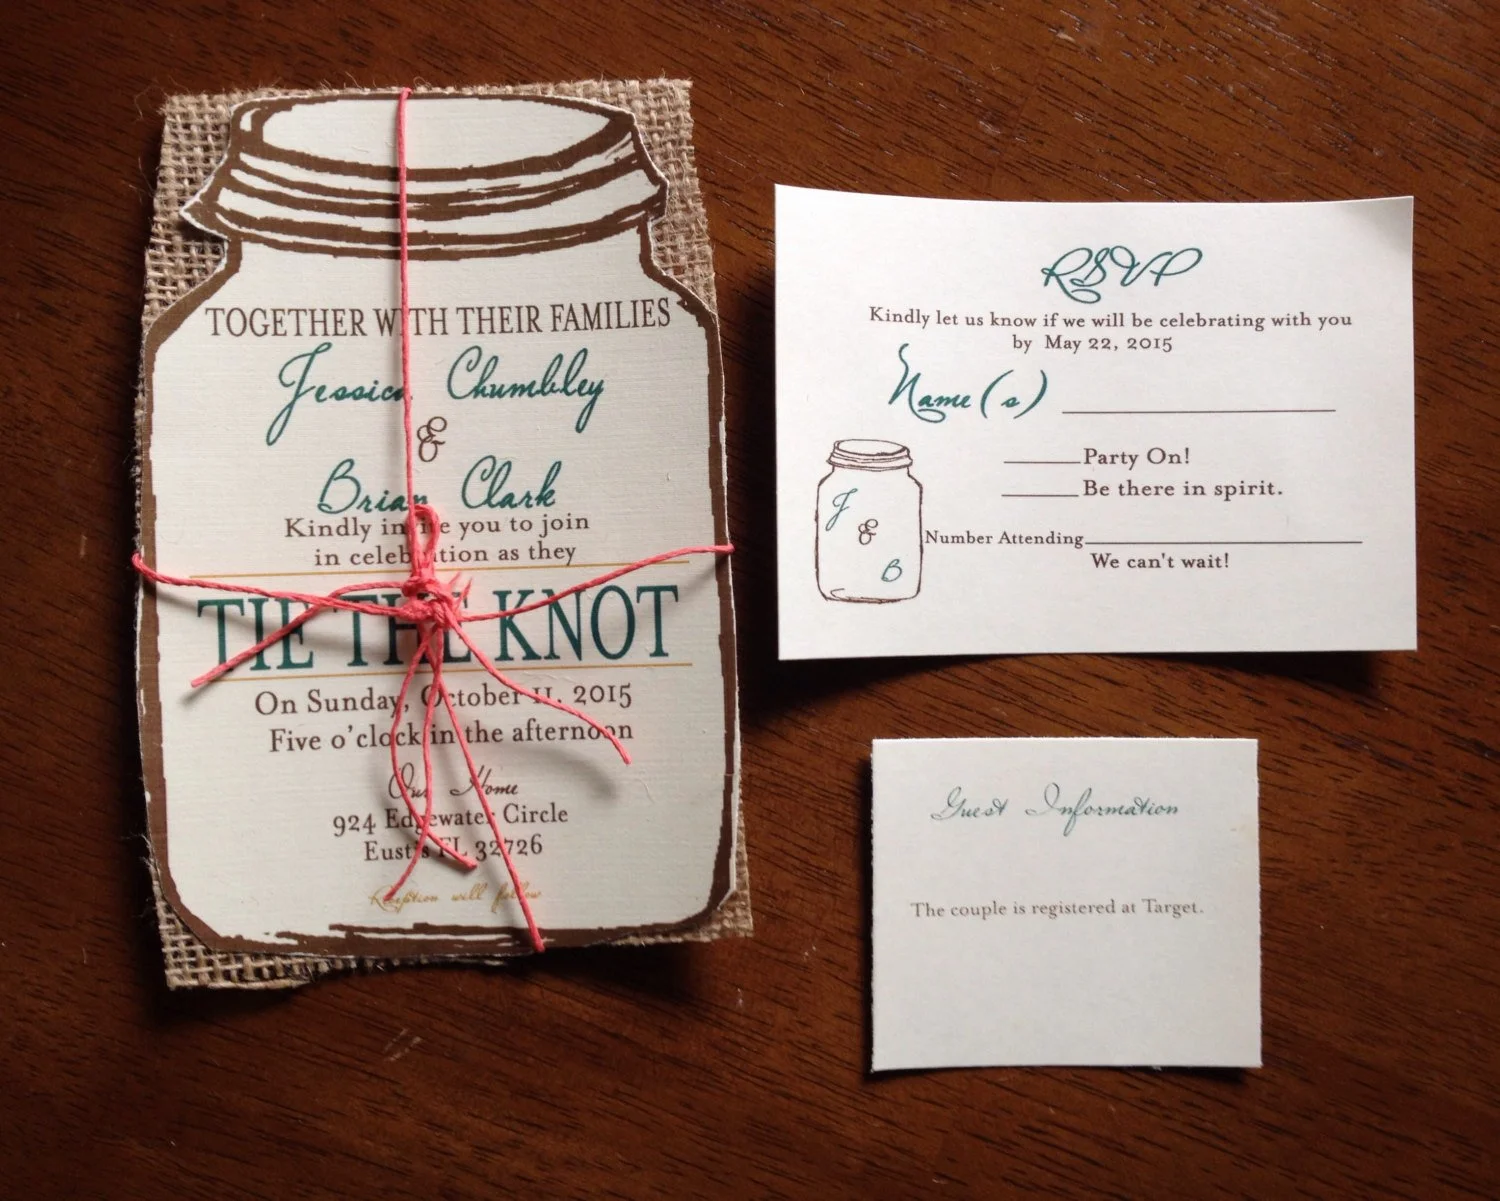 TOGETHER WITH THEIR FAMILIES
Jessica Chumbley
&
Brian Clark
Kindly invite you to join
in celebration as they
TIE THE KNOT
On Sunday, October 11, 2015
Five o'clock in the afternoon
Our Home
924 Edgewater Circle
Eustis FL 32726
Reception will follow
RSVP
Kindly let us know if we will be celebrating with you
by May 22, 2015
Name(s)
Party On!
Be there in spirit.
J
&
B
Number Attending
We can't wait!
Guest Information
The couple is registered at Target.